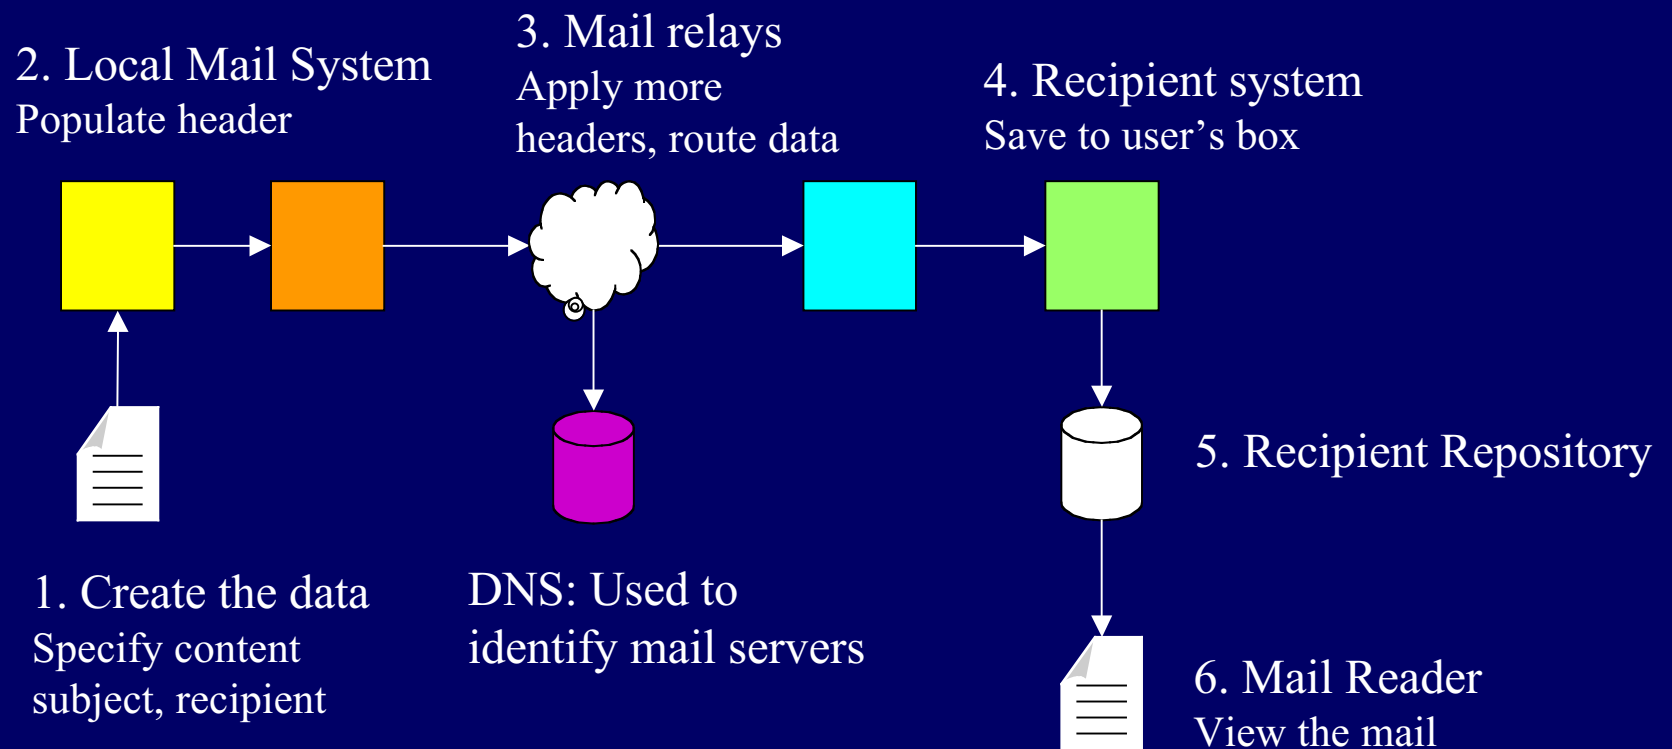 2. Local Mail System
Populate header
3. Mail relays
Apply more
headers, route data
4. Recipient system
Save to user’s box
5. Recipient Repository
1. Create the data
Specify content
subject, recipient
DNS: Used to
identify mail servers
6. Mail Reader
View the mail